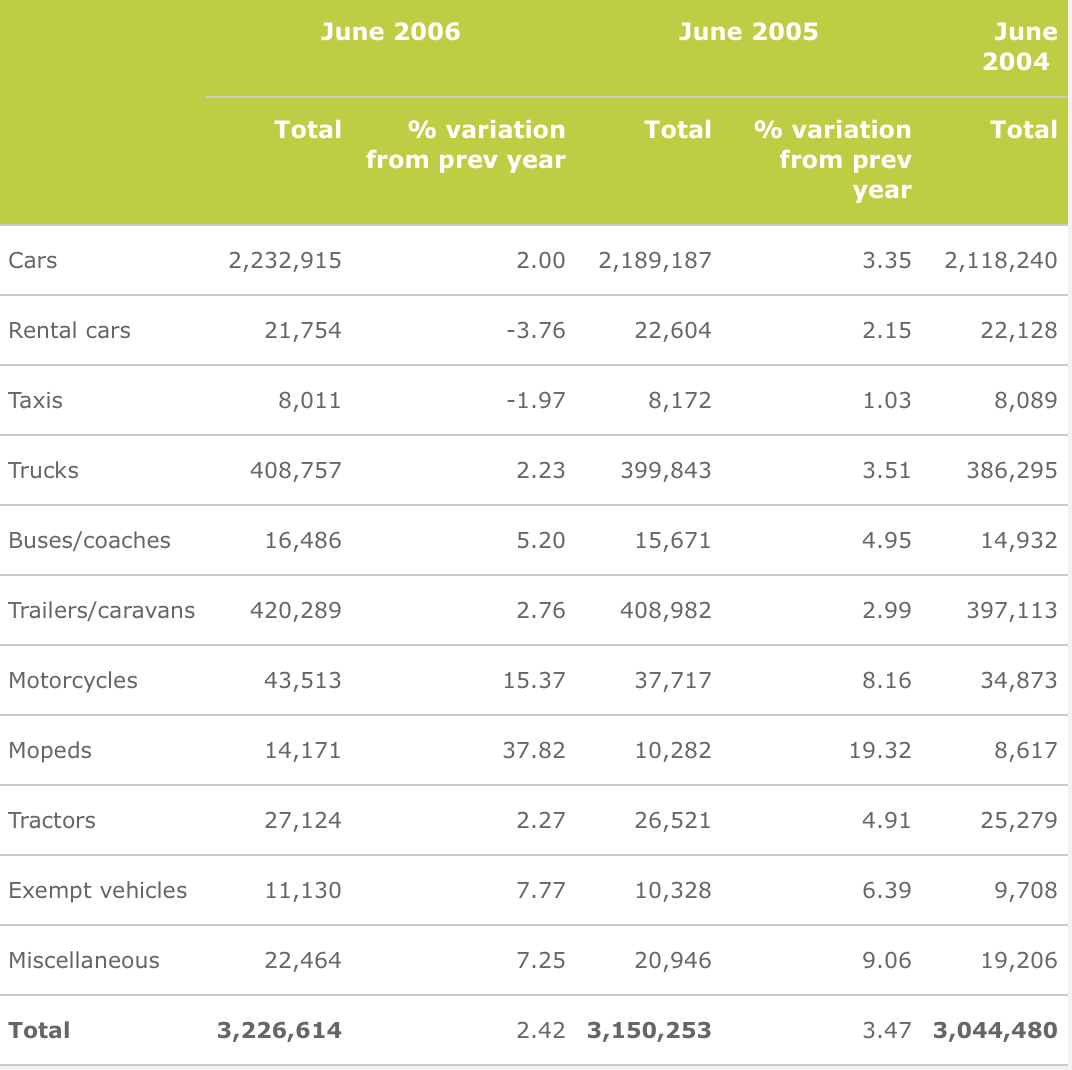 June 2006 June 2005 June
2004
Total % variation Total % variation Total
from prev year from prev
year
Cars 2,232,915 2.00 2,189,187 3.35 2,118,240
Rental cars 21,754 -3.76 22,604 2.15 22,128
Taxis 8,011 -1.97 8,172 1.03 8,089
Trucks 408,757 2.23 399,843 3.51 386,295
Buses/coaches 16,486 5.20 15,671 4.95 14,932
Trailers/caravans 420,289 2.76 408,982 2.99 397,113
Motorcycles 43,513 15.37 37,717 8.16 34,873
Mopeds 14,171 37.82 10,282 19.32 8,617
Tractors 27,124 2.27 26,521 4.91 25,279
Exempt vehicles 11,130 7.77 10,328 6.39 9,708
Miscellaneous 22,464 7.25 20,946 9.06 19,206
Total 3,226,614 2.42 3,150,253 3.47 3,044,480